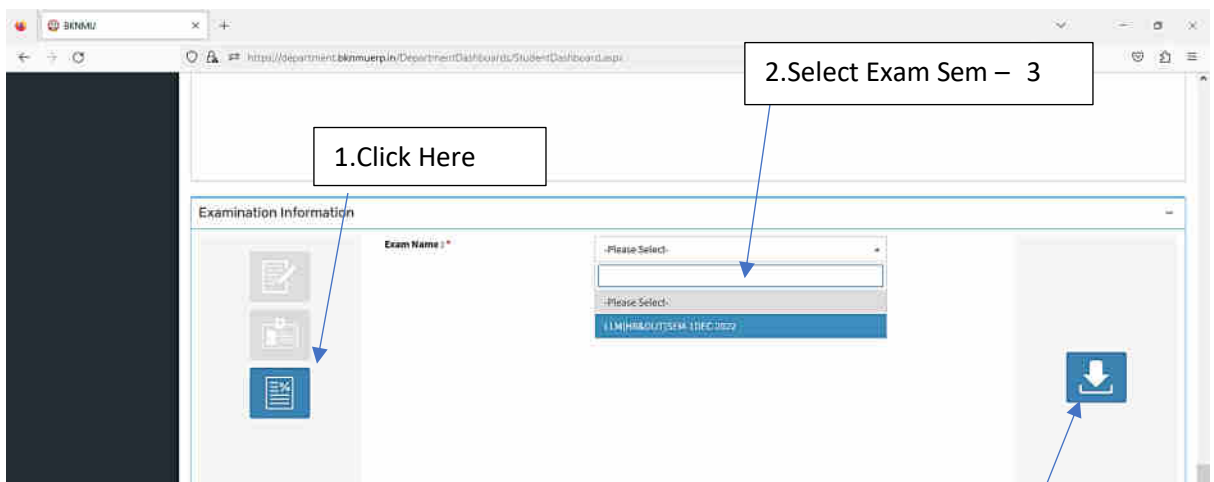 BKNMU
https://department.bknmuerp.in/DepartmentDashboards/StudentDashboard.aspx
2.Select Exam Sem – 3
1.Click Here
Examination Information
Exam Name : *
-Please Select-
-Please Select-
LLM|HR&DUT|SEM-1DEC-2022